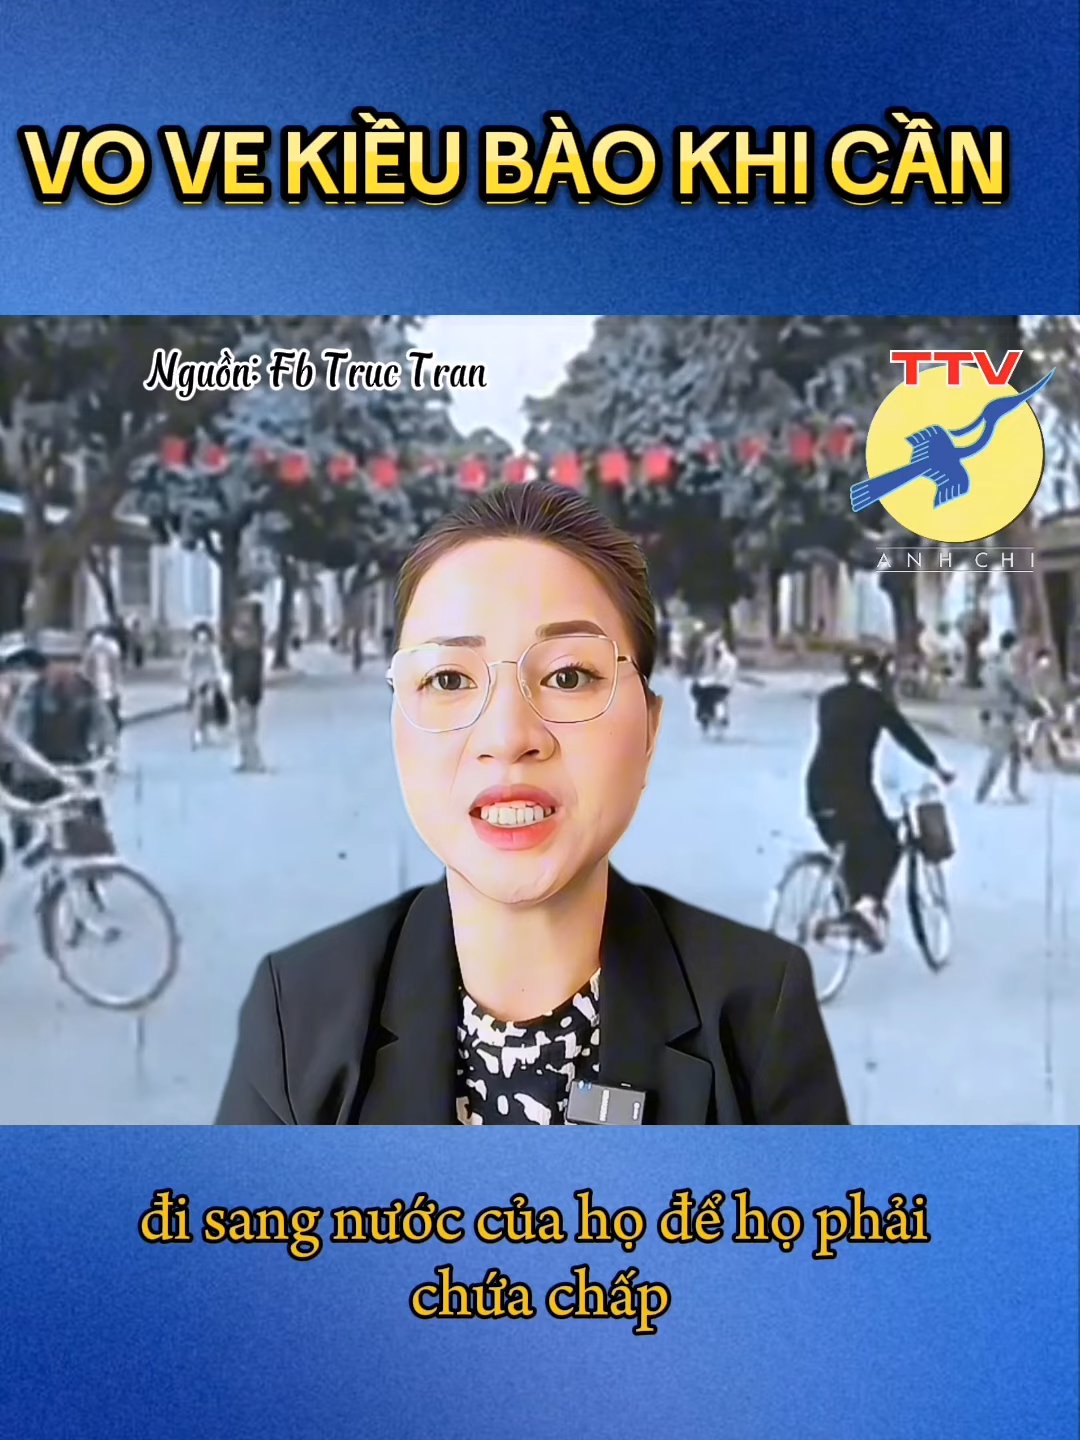 VO VE KIỀU BÀO KHI CẦN
Nguồn: Fb Truc Tran
TTV
ANH CHI
đi sang nước của họ để họ phải
chứa chấp